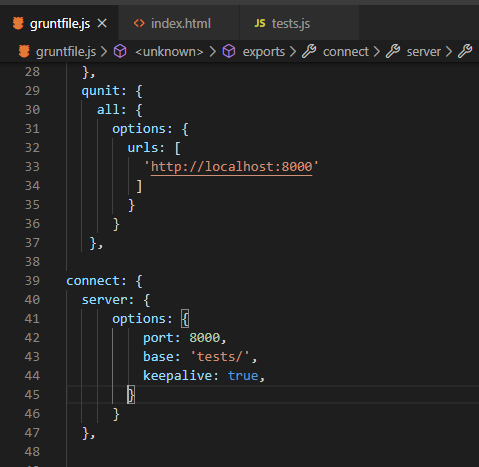 gruntfile.js × <> index.html JS tests.js
gruntfile.js > <unknown> > exports > connect > server >
28 },
29 qunit: {
30 all: {
31 options: {
32 urls: [
33 'http://localhost:8000'
34 ]
35 }
36 }
37 },
38
39 connect: {
40 server: {
41 options: {
42 port: 8000,
43 base: 'tests/',
44 keepalive: true,
45 }
46 }
47 },
48